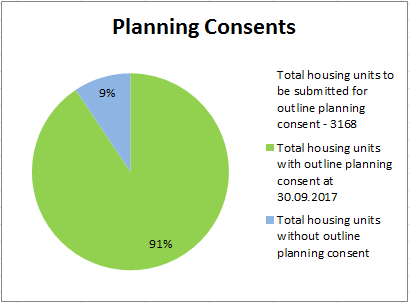 Planning Consents
9%
91%
Total housing units to
be submitted for
outline planning
consent - 3168
Total housing units
with outline planning
consent at
30.09.2017
Total housing units
without outline
planning consent